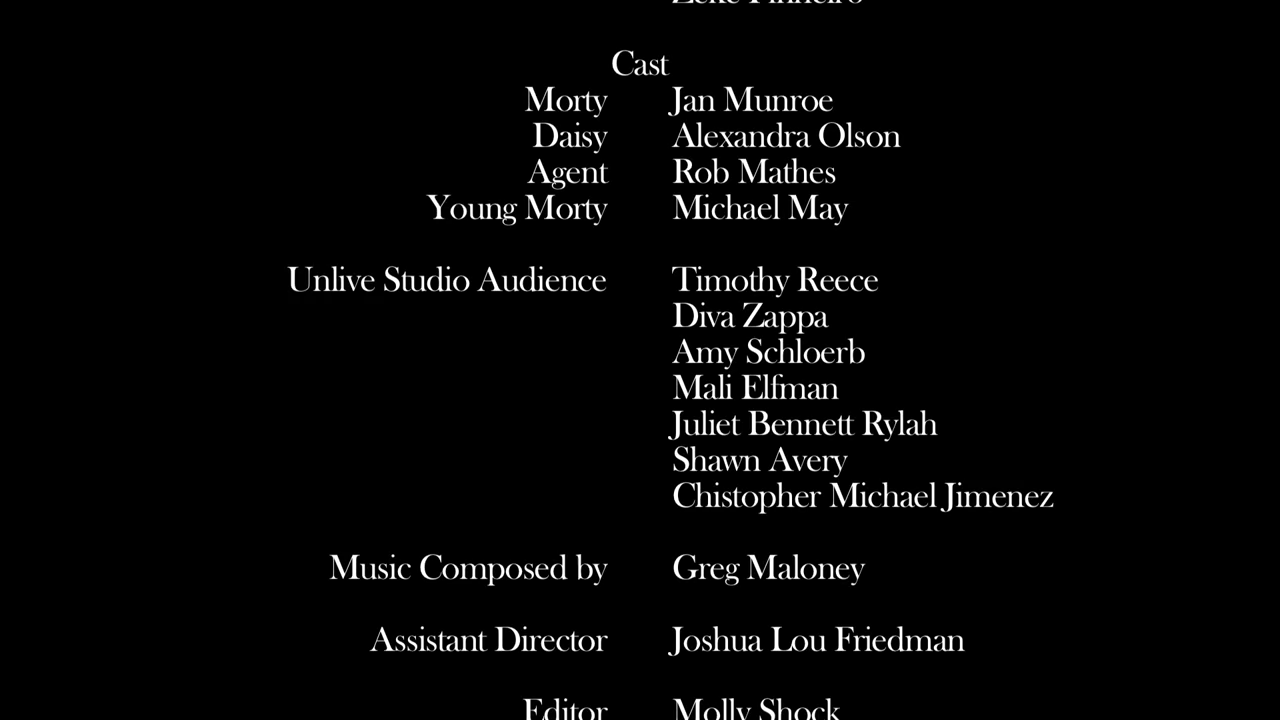 Zeke Pinheiro
Cast
Morty Jan Munroe
Daisy Alexandra Olson
Agent Rob Mathes
Young Morty Michael May
Unlive Studio Audience Timothy Reece
Diva Zappa
Amy Schloerb
Mali Elfman
Juliet Bennett Rylah
Shawn Avery
Chistopher Michael Jimenez
Music Composed by Greg Maloney
Assistant Director Joshua Lou Friedman
Editor Molly Shock